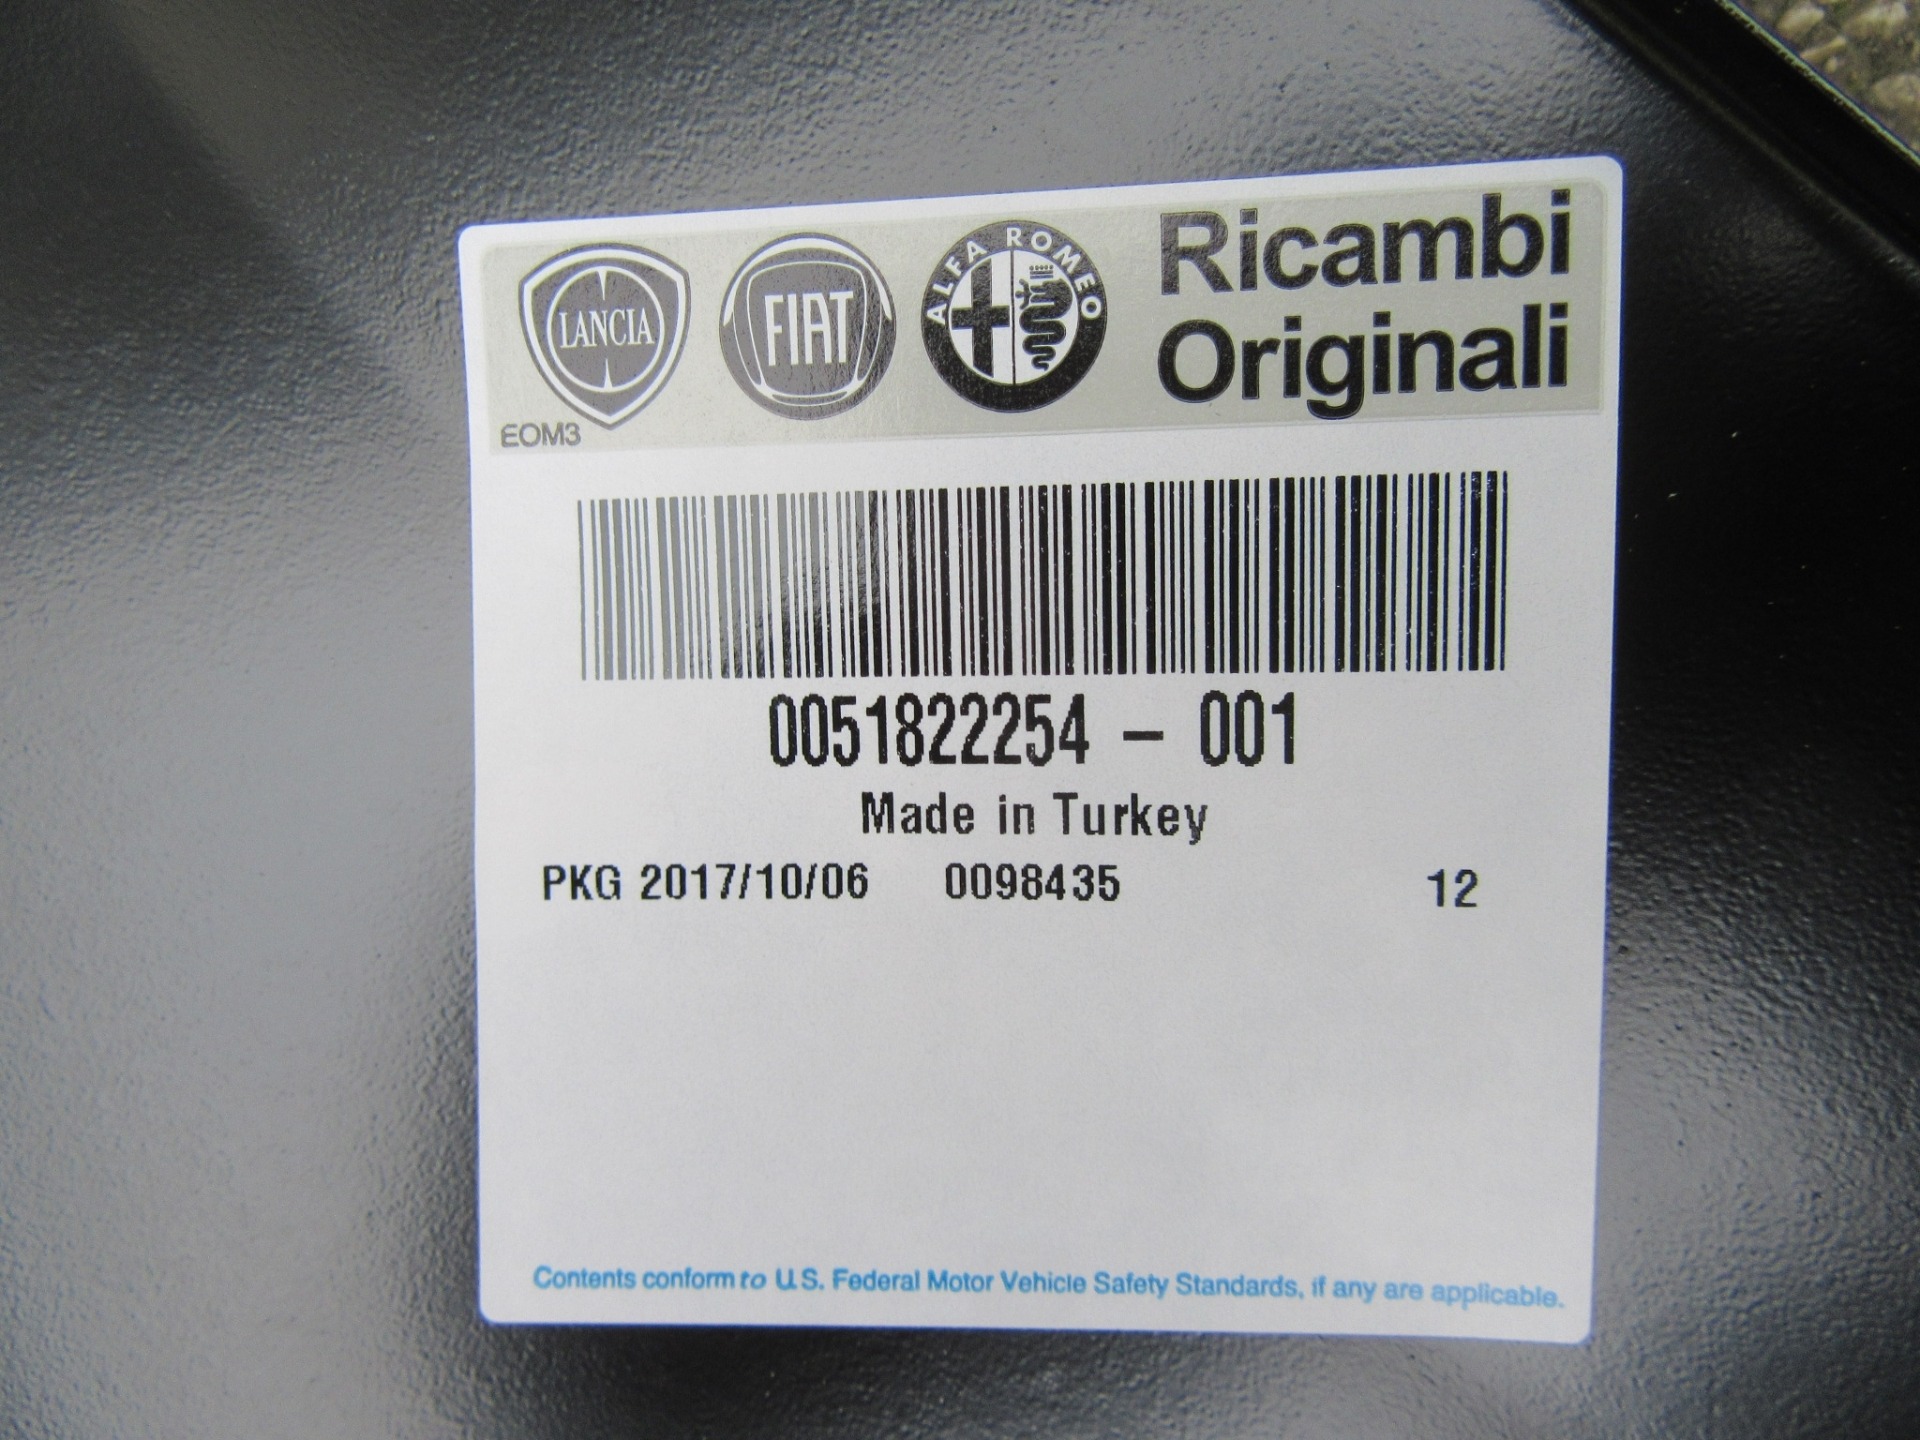 LANCIA FIAT ALFA ROMEO Ricambi
Originali
EOM3
0051822254 – 001
Made in Turkey
PKG 2017/10/06 0098435 12
Contents conform to U.S. Federal Motor Vehicle Safety Standards, if any are applicable.